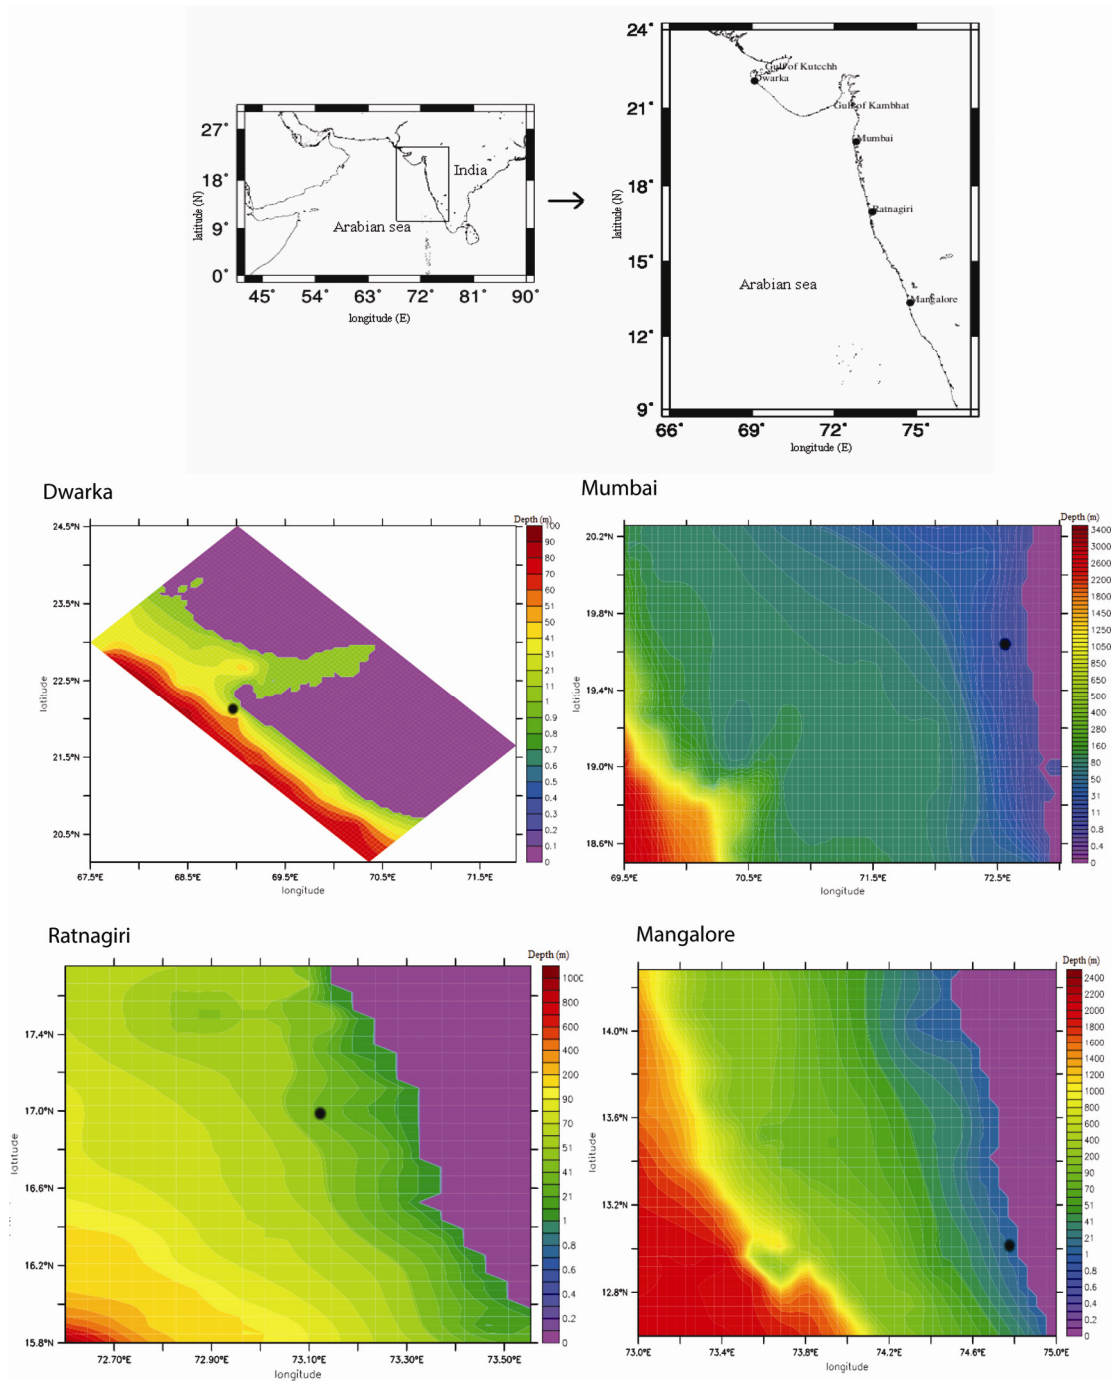 27°
18°
9°
0°
latitude (N)
India
Arabian sea
45° 54° 63° 72° 81° 90°
longitude (E)
24°
21°
18°
15°
12°
9°
latitude (N)
Gulf of Kutechh
Dwarka
Gulf of Kambhat
Mumbai
Ratnagiri
Arabian sea
Mangalore
66° 69° 72° 75°
longitude (E)
Dwarka
Depth (m)
24.5°N
23.5°N
22.5°N
21.5°N
20.5°N
latitude
67.5°E 68.5°E 69.5°E 70.5°E 71.5°E
longitude
100
90
80
70
60
51
50
41
31
21
11
1
0.9
0.8
0.7
0.6
0.5
0.4
0.3
0.2
0.1
0
Mumbai
Depth (m)
20.2°N
19.8°N
19.4°N
19.0°N
18.6°N
latitude
69.5°E 70.5°E 71.5°E 72.5°E
longitude
3400
3000
2600
1800
1450
1250
850
650
450
280
160
80
50
31
11
0.8
0.4
0
Ratnagiri
Depth (m)
17.4°N
17.0°N
16.6°N
16.2°N
15.8°N
latitude
72.70°E 72.90°E 73.10°E 73.30°E 73.50°E
longitude
1000
800
600
400
200
90
70
51
41
21
1
0.8
0.6
0.4
0.2
0
Mangalore
Depth (m)
14.0°N
13.6°N
13.2°N
12.8°N
latitude
73.0°E 73.4°E 73.8°E 74.2°E 74.6°E 75.0°E
longitude
2400
2200
2000
1800
1600
1400
1200
1000
800
600
400
200
90
70
51
41
21
1
0.8
0.6
0.4
0.2
0